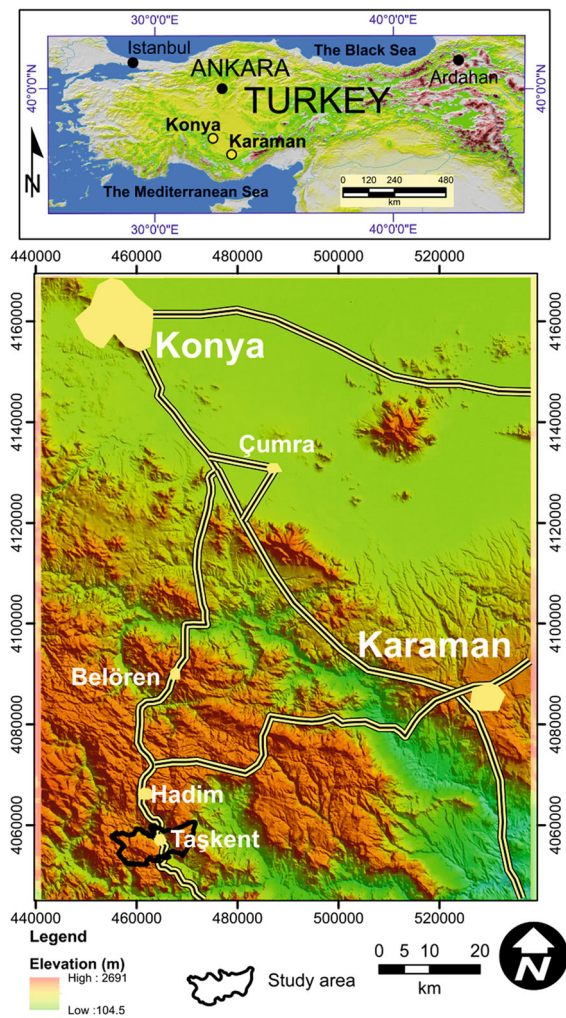 30°0'0"E 40°0'0"E
Istanbul
The Black Sea
Ardahan
ANKARA
TURKEY
40°0'0"N
40°0'0"N
Konya
Karaman
The Mediterranean Sea
0 120 240 480
km
N
30°0'0"E 40°0'0"E
440000 460000 480000 500000 520000
4160000
4160000
Konya
4140000
4140000
Çumra
4120000
4120000
4100000
4100000
Karaman
Belören
4080000
4080000
Hadim
4060000
4060000
Taşkent
440000 460000 480000 500000 520000
Legend
Elevation (m)
High : 2691
Low :104.5
Study area
0 5 10 20
km
N